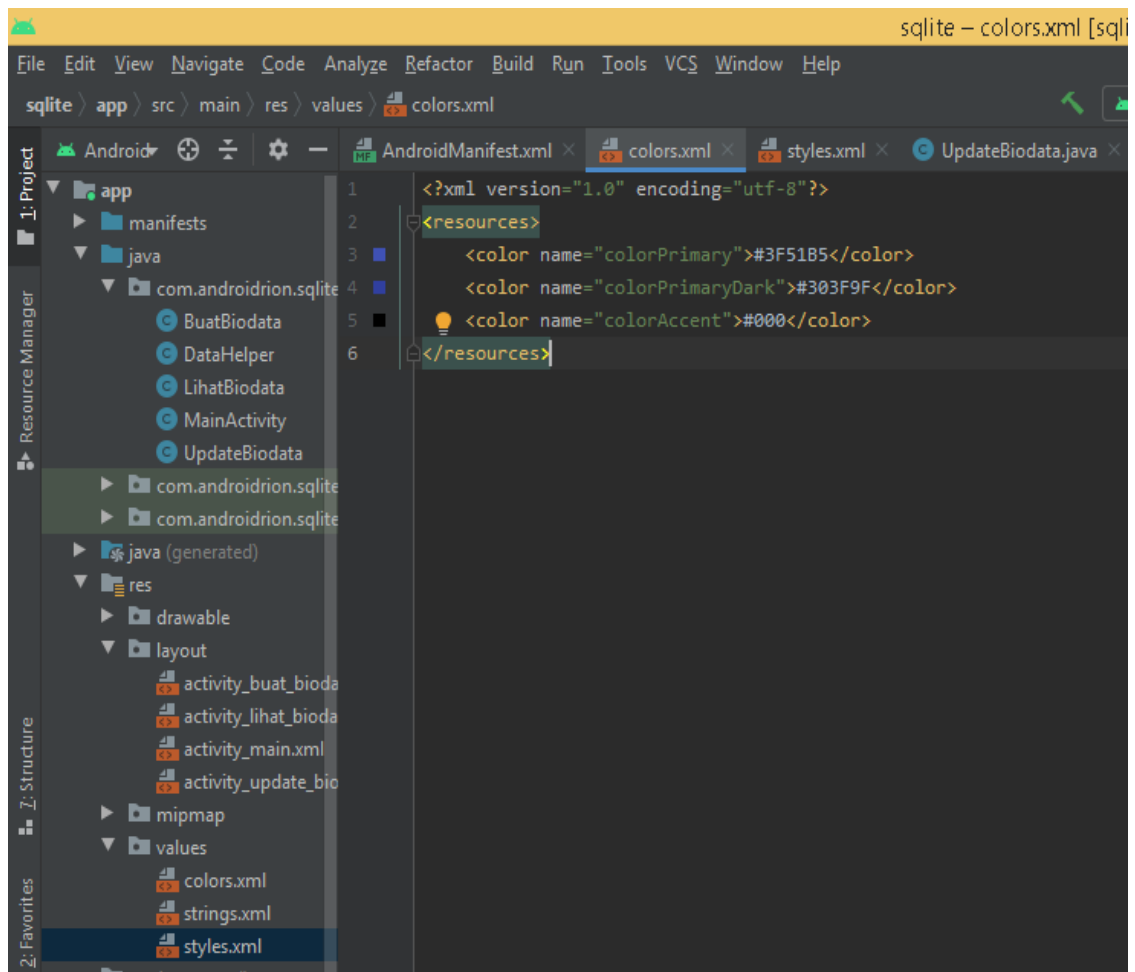 sqlite – colors.xml [sqli
File Edit View Navigate Code Analyze Refactor Build Run Tools VCS Window Help
sqlite app src main res values colors.xml
Android AndroidManifest.xml colors.xml styles.xml UpdateBiodata.java
1: Project
Resource Manager
7: Structure
2: Favorites
app
manifests
java
com.androidrion.sqlite
BuatBiodata
DataHelper
LihatBiodata
MainActivity
UpdateBiodata
com.androidrion.sqlite
com.androidrion.sqlite
java (generated)
res
drawable
layout
activity_buat_bioda
activity_lihat_bioda
activity_main.xml
activity_update_bio
mipmap
values
colors.xml
strings.xml
styles.xml
1 <?xml version="1.0" encoding="utf-8"?>
2 <resources>
3 <color name="colorPrimary">#3F51B5</color>
4 <color name="colorPrimaryDark">#303F9F</color>
5 <color name="colorAccent">#000</color>
6 </resources>